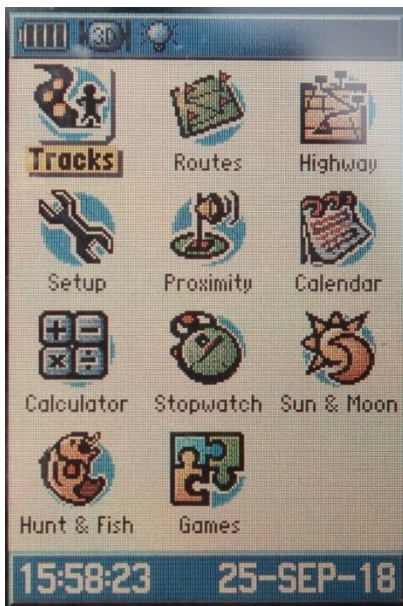 3D
Tracks Routes Highway
Setup Proximity Calendar
Calculator Stopwatch Sun & Moon
Hunt & Fish Games
15:58:23 25-SEP-18